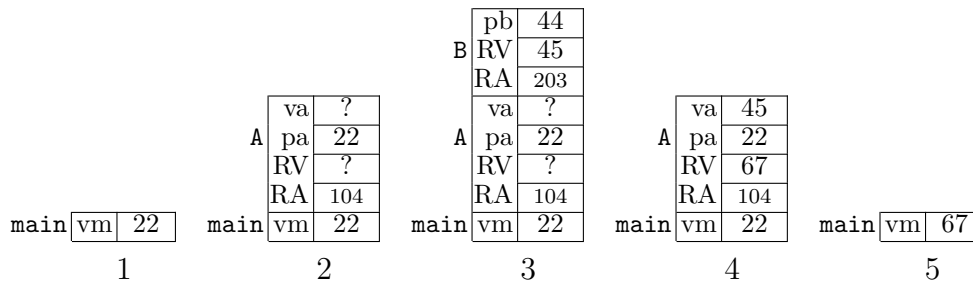 pb 44
B RV 45
RA 203
va ? va ? va 45
A pa 22 A pa 22 A pa 22
RV ? RV ? RV 67
RA 104 RA 104 RA 104
main vm 22 main vm 22 main vm 22 main vm 22 main vm 67
1 2 3 4 5